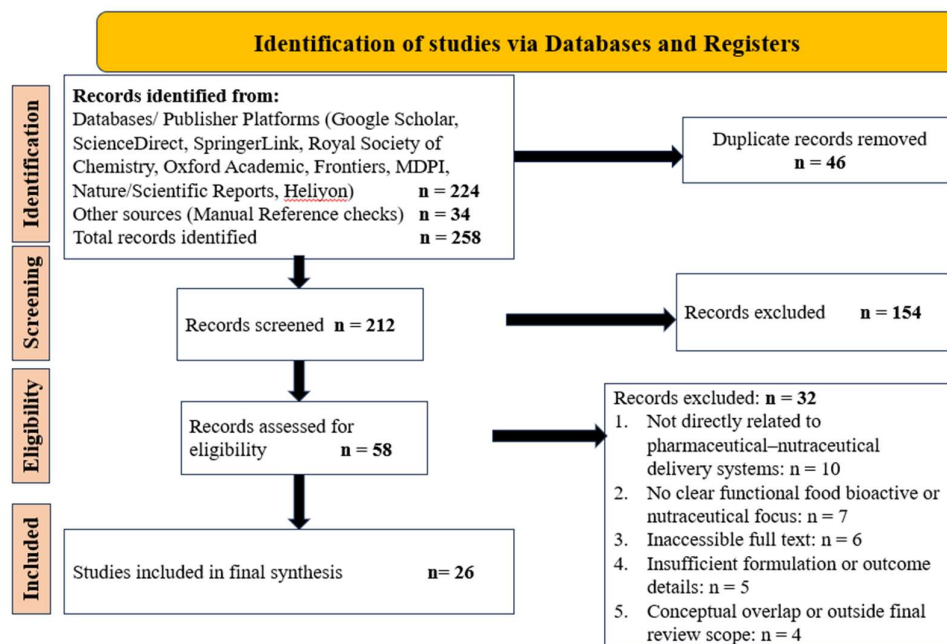 Identification of studies via Databases and Registers
Identification
Records identified from:
Databases/ Publisher Platforms (Google Scholar,
ScienceDirect, SpringerLink, Royal Society of
Chemistry, Oxford Academic, Frontiers, MDPI,
Nature/Scientific Reports, Heliyon) n = 224
Other sources (Manual Reference checks) n = 34
Total records identified n = 258
Duplicate records removed
n = 46
Screening
Records screened n = 212
Records excluded n = 154
Eligibility
Records assessed for
eligibility n = 58
Records excluded: n = 32
1. Not directly related to
pharmaceutical–nutraceutical
delivery systems: n = 10
2. No clear functional food bioactive or
nutraceutical focus: n = 7
3. Inaccessible full text: n = 6
4. Insufficient formulation or outcome
details: n = 5
5. Conceptual overlap or outside final
review scope: n = 4
Included
Studies included in final synthesis n= 26